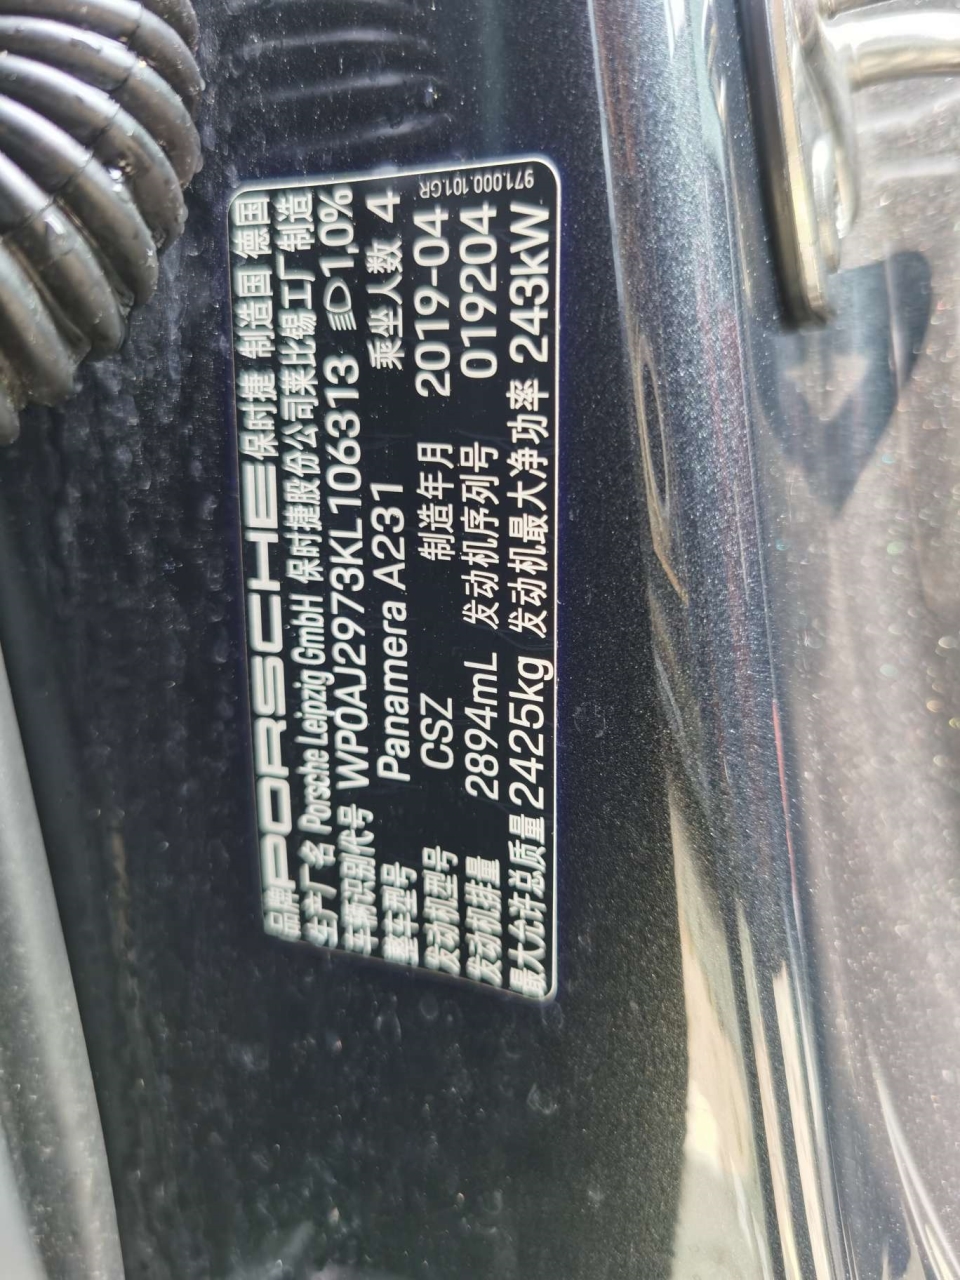 品牌 PORSCHE 保时捷 制造国 德国
生产厂名 Porsche Leipzig GmbH 保时捷股份公司莱比锡工厂 制造
车辆识别代号 WP0AJ2973KL106313 1,0%
整车型号 Panamera A231 乘坐人数 4
发动机型号 CSZ 制造年月 2019-04
发动机排量 2894mL 发动机序列号 019204
最大允许总质量 2425kg 发动机最大净功率 243kW
971.000.101.GR